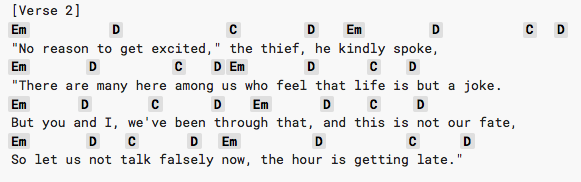 [Verse 2]
Em D C D Em D C D
"No reason to get excited," the thief, he kindly spoke,
Em D C D Em D C D
"There are many here among us who feel that life is but a joke.
Em D C D Em D C D
But you and I, we've been through that, and this is not our fate,
Em D C D Em D C D
So let us not talk falsely now, the hour is getting late."